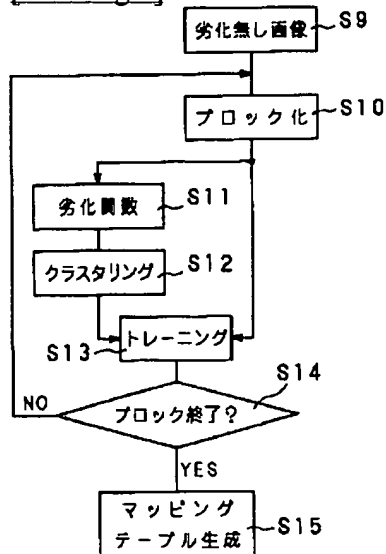 劣化無し画像
S9
ブロック化
S10
劣化関数
S11
クラスタリング
S12
トレーニング
S13
ブロック終了?
S14
NO
YES
マッピング
テーブル生成
S15